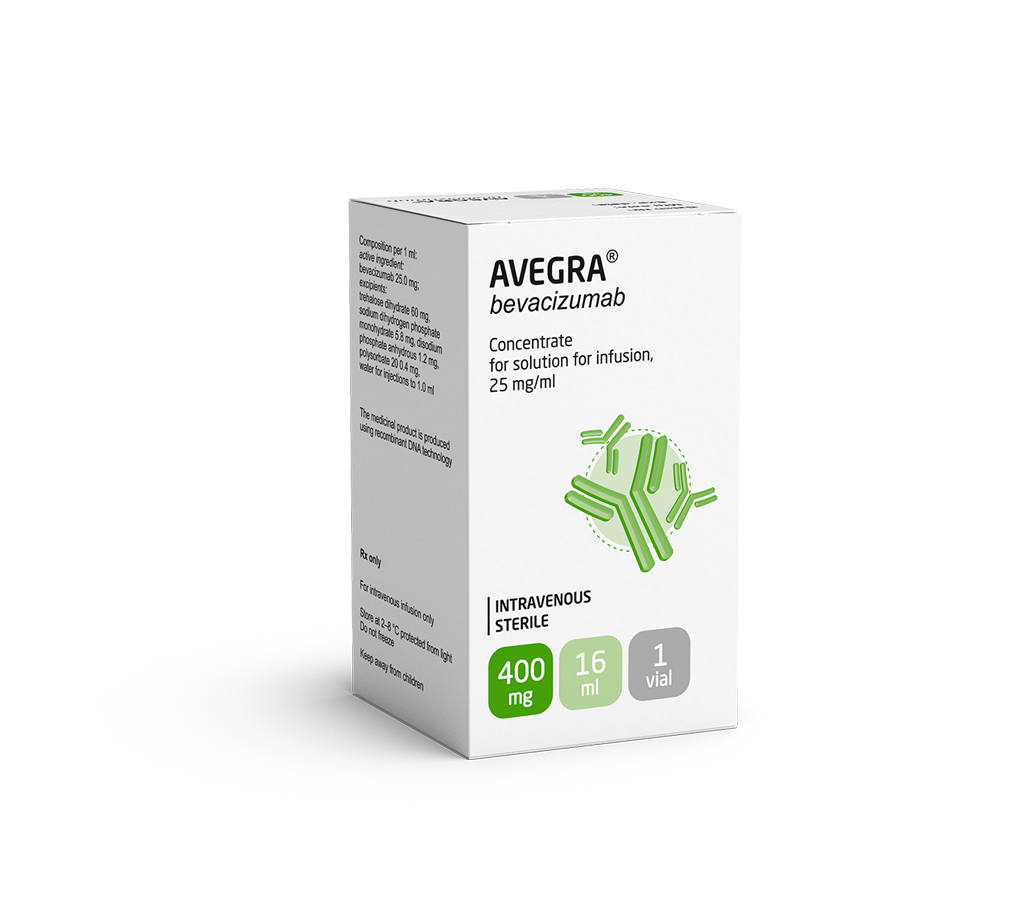 AVEGRA®
bevacizumab
Concentrate
for solution for infusion,
25 mg/ml
INTRAVENOUS
STERILE
400
mg
16
ml
1
vial
Composition per 1 ml:
active ingredient:
bevacizumab 25.0 mg;
excipients:
trehalose dihydrate 60 mg,
sodium dihydrogen phosphate
monohydrate 5.8 mg, disodium
phosphate anhydrous 1.2 mg,
polysorbate 20 0.4 mg,
water for injections to 1.0 ml
The medicinal product is produced
using recombinant DNA technology
Rx only
For intravenous infusion only
Store at 2–8 °C protected from light
Do not freeze
Keep away from children